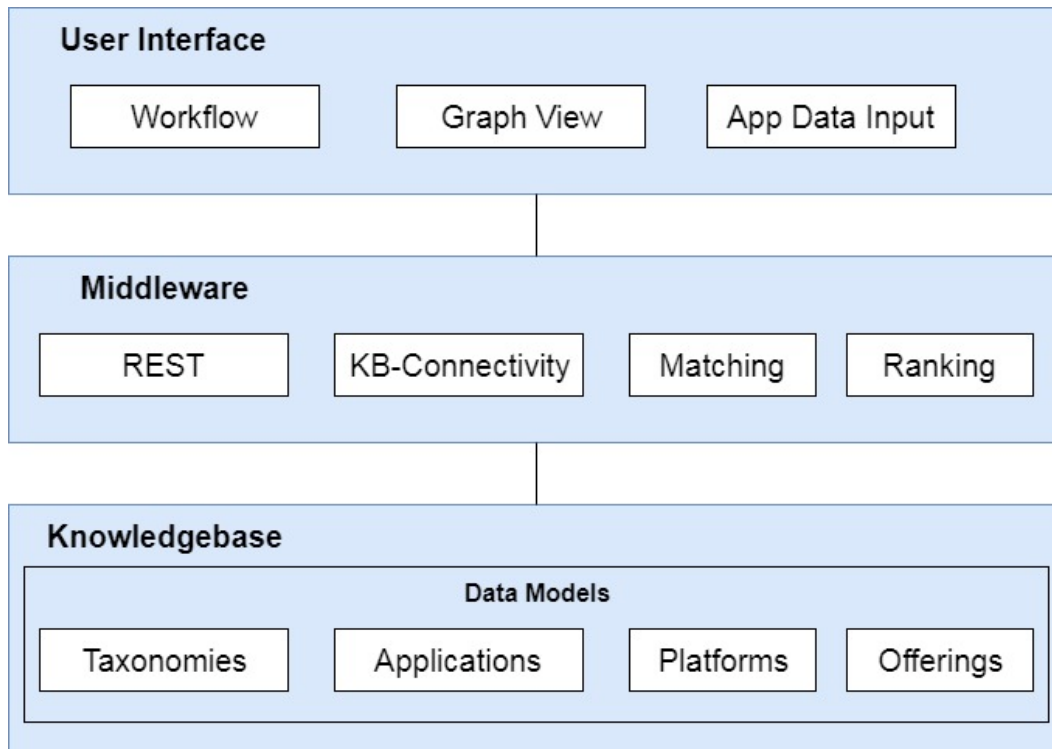 User Interface
Workflow
Graph View
App Data Input
Middleware
REST
KB-Connectivity
Matching
Ranking
Knowledgebase
Data Models
Taxonomies
Applications
Platforms
Offerings